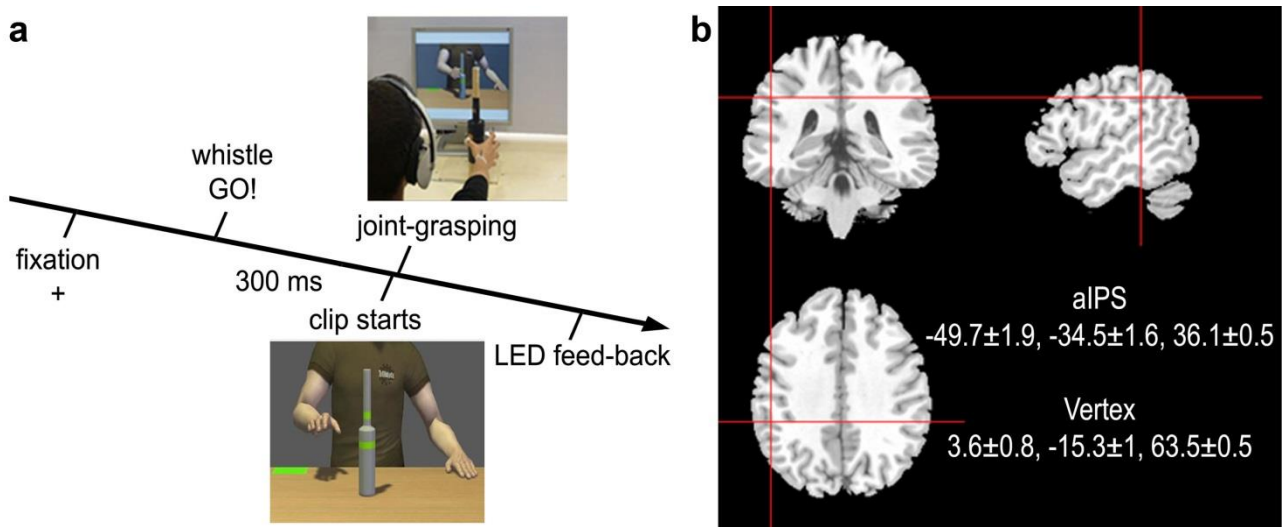 a
whistle
GO!
joint-grasping
fixation
+
300 ms
clip starts
LED feed-back
b
aIPS
-49.7±1.9, -34.5±1.6, 36.1±0.5
Vertex
3.6±0.8, -15.3±1, 63.5±0.5